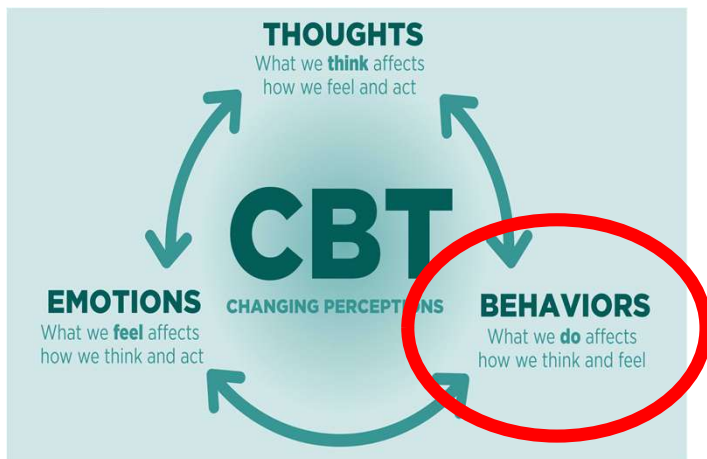 THOUGHTS
What we think affects
how we feel and act
CBT
CHANGING PERCEPTIONS
EMOTIONS
What we feel affects
how we think and act
BEHAVIORS
What we do affects
how we think and feel